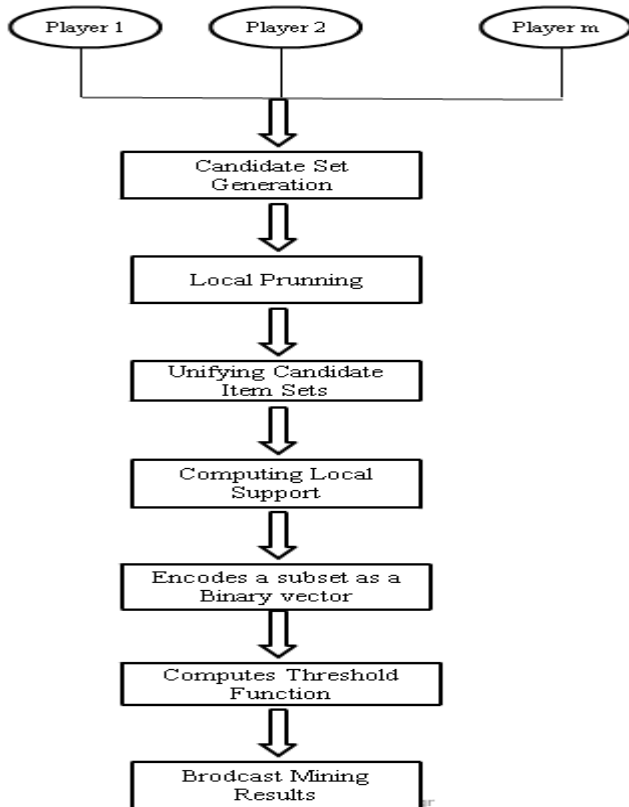 Player 1
Player 2
Player m
Candidate Set
Generation
Local Prunning
Unifying Candidate
Item Sets
Computing Local
Support
Encodes a subset as a
Binary vector
Computes Threshold
Function
Brodcast Mining
Results